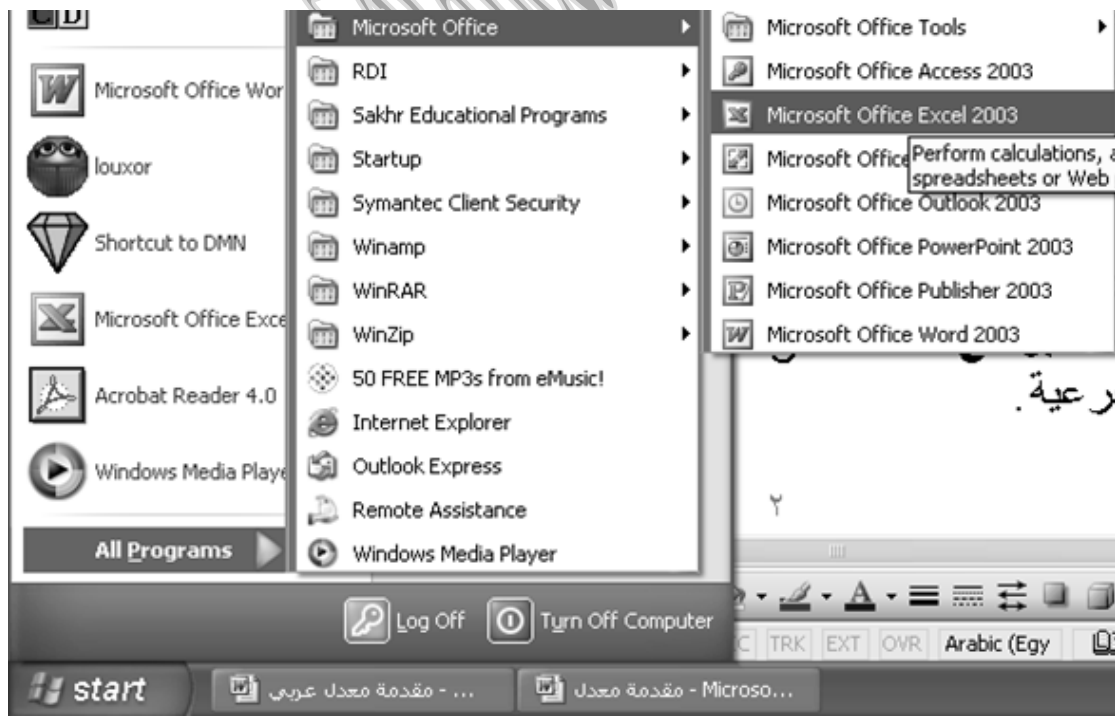 Microsoft Office Wor
louxor
Shortcut to DMN
Microsoft Office Exce
Acrobat Reader 4.0
Windows Media Playe
All Programs
Microsoft Office
RDI
Sakhr Educational Programs
Startup
Symantec Client Security
Winamp
WinRAR
WinZip
50 FREE MP3s from eMusic!
Internet Explorer
Outlook Express
Remote Assistance
Windows Media Player
Microsoft Office Tools
Microsoft Office Access 2003
Microsoft Office Excel 2003
Microsoft Office
Perform calculations, a
spreadsheets or Web
Microsoft Office Outlook 2003
Microsoft Office PowerPoint 2003
Microsoft Office Publisher 2003
Microsoft Office Word 2003
رعية.
٢
Log Off
Turn Off Computer
TRK EXT OVR Arabic (Egy
start
مقدمة معدل عربي - ...
مقدمة معدل - Microso...